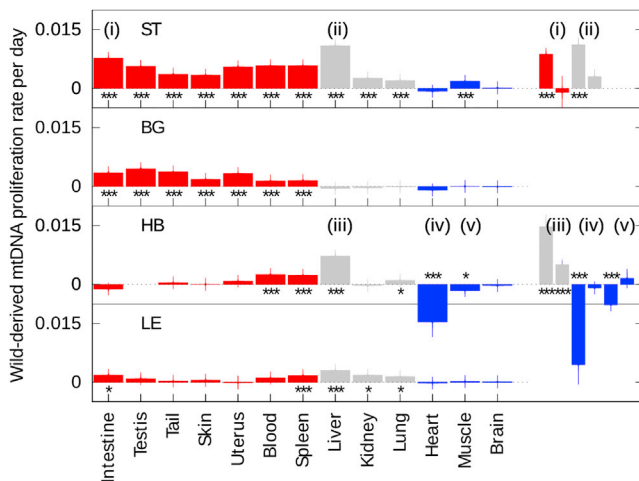 Wild-derived mtDNA proliferation rate per day
0.015 (i) ST (ii) (i) (ii)
0
*** *** *** *** *** *** *** *** *** *** *** *** ***
0.015 BG
0
*** *** *** *** *** *** ***
0.015 HB (iii) (iv) (v) (iii) (iv) (v)
*** * *** ***
0
*** *** *** * *** ***
0.015 LE
0
* *** *** * *
Intestine
Testis
Tail
Skin
Uterus
Blood
Spleen
Liver
Kidney
Lung
Heart
Muscle
Brain